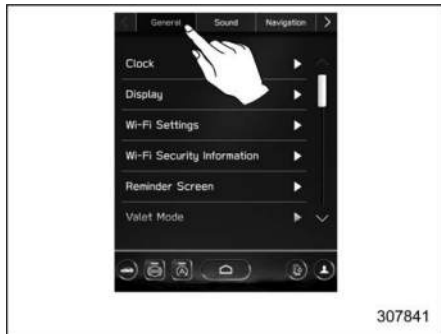 General Sound Navigation
Clock
Display
Wi-Fi Settings
Wi-Fi Security Information
Reminder Screen
Valet Mode
307841